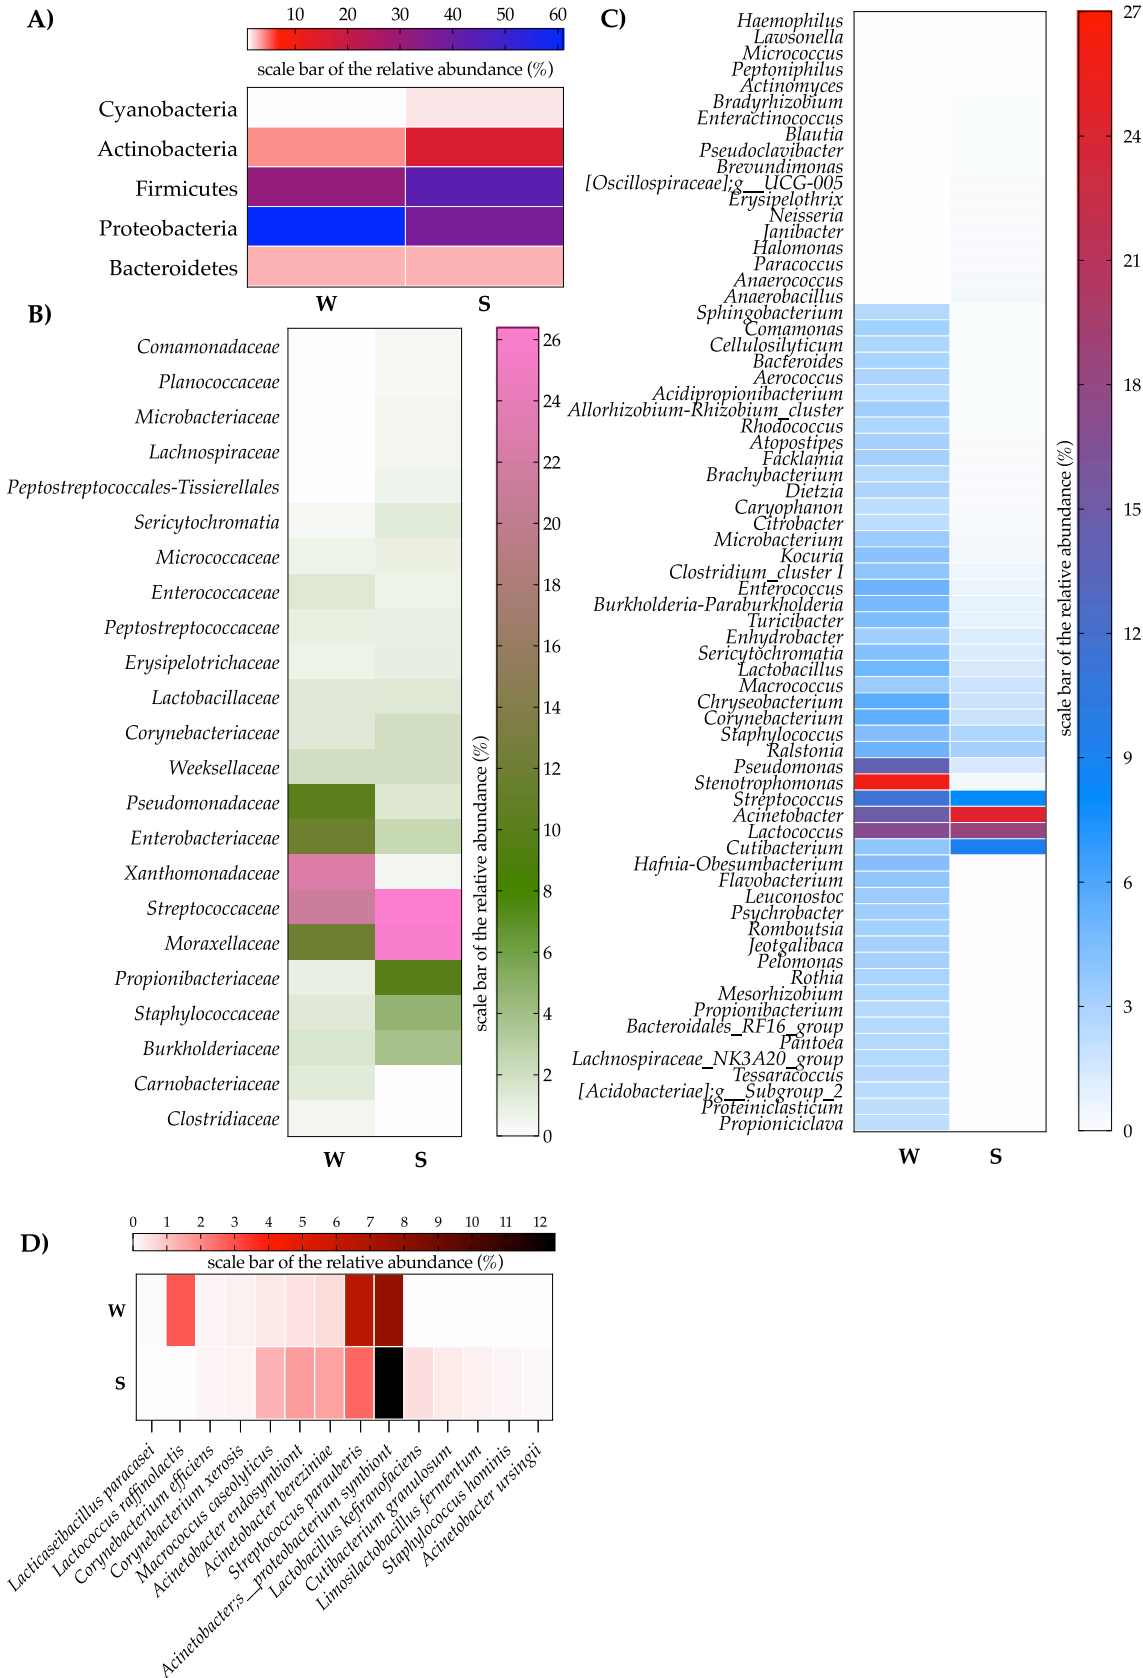 A)
10 20 30 40 50 60
scale bar of the relative abundance (%)
Cyanobacteria
Actinobacteria
Firmicutes
Proteobacteria
Bacteroidetes
W S
B)
Comamonadaceae
Planococcaceae
Microbacteriaceae
Lachnospiraceae
Peptostreptococcales-Tissierellales
Sericytochromatia
Micrococcaceae
Enterococcaceae
Peptostreptococcaceae
Erysipelotrichaceae
Lactobacillaceae
Corynebacteriaceae
Weeksellaceae
Pseudomonadaceae
Enterobacteriaceae
Xanthomonadaceae
Streptococcaceae
Moraxellaceae
Propionibacteriaceae
Staphylococcaceae
Burkholderiaceae
Carnobacteriaceae
Clostridiaceae
W S
scale bar of the relative abundance (%)
26
24
22
20
18
16
14
12
10
8
6
4
2
0
C)
Haemophilus
Lawsonella
Micrococcus
Peptoniphilus
Actinomyces
Bradyrhizobium
Enteractinococcus
Blautia
Pseudoclavibacter
Brevundimonas
[Oscillospiraceae];g__UCG-005
Erysipelothrix
Neisseria
Janibacter
Halomonas
Paracoccus
Anaerococcus
Anaerobacillus
Sphingobacterium
Comamonas
Cellulosilyticum
Bacteroides
Aerococcus
Acidipropionibacterium
Allorhizobium-Rhizobium_cluster
Rhodococcus
Atopostipes
Facklamia
Brachybacterium
Dietzia
Caryophanon
Citrobacter
Microbacterium
Kocuria
Clostridium_cluster I
Enterococcus
Burkholderia-Paraburkholderia
Turicibacter
Enhydrobacter
Sericytochromatia
Lactobacillus
Macrococcus
Chryseobacterium
Corynebacterium
Staphylococcus
Ralstonia
Pseudomonas
Stenotrophomonas
Streptococcus
Acinetobacter
Lactococcus
Cutibacterium
Hafnia-Obesumbacterium
Flavobacterium
Leuconostoc
Psychrobacter
Romboutsia
Jeotgalibaca
Pelomonas
Rothia
Mesorhizobium
Propionibacterium
Bacteroidales_RF16_group
Pantoea
Lachnospiraceae_NK3A20_group
Tessaracoccus
[Acidobacteriae];g__Subgroup_2
Proteiniclasticum
Propioniciclava
W S
scale bar of the relative abundance (%)
27
24
21
18
15
12
9
6
3
0
D)
0 1 2 3 4 5 6 7 8 9 10 11 12
scale bar of the relative abundance (%)
W
S
Lacticaseibacillus paracasei
Lactococcus raffinolactis
Corynebacterium efficiens
Corynebacterium xerosis
Macrococcus caseolyticus
Acinetobacter endosymbiont
Acinetobacter bereziniae
Streptococcus parauberis
Acinetobacter;s__proteobacterium symbiont
Lactobacillus kefiranofaciens
Cutibacterium granulosum
Limosilactobacillus fermentum
Staphylococcus hominis
Acinetobacter ursingii